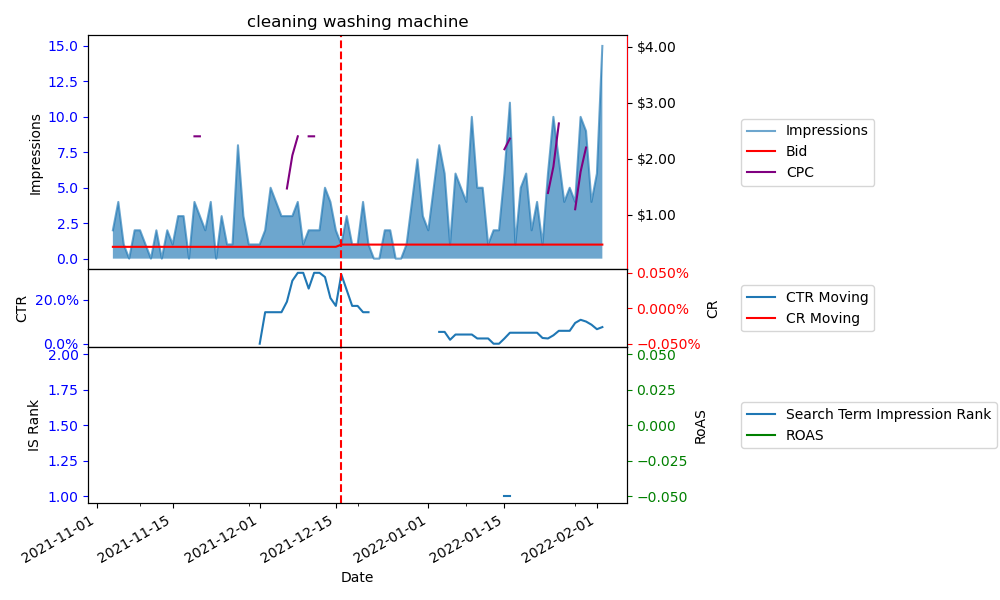 cleaning washing machine
15.0
12.5
10.0
7.5
5.0
2.5
0.0
Impressions
$4.00
$3.00
$2.00
$1.00
Impressions
Bid
CPC
20.0%
0.0%
CTR
0.050%
0.000%
−0.050%
CR
CTR Moving
CR Moving
2.00
1.75
1.50
1.25
1.00
IS Rank
0.050
0.025
0.000
−0.025
−0.050
RoAS
Search Term Impression Rank
ROAS
2021-11-01
2021-11-15
2021-12-01
2021-12-15
2022-01-01
2022-01-15
2022-02-01
Date